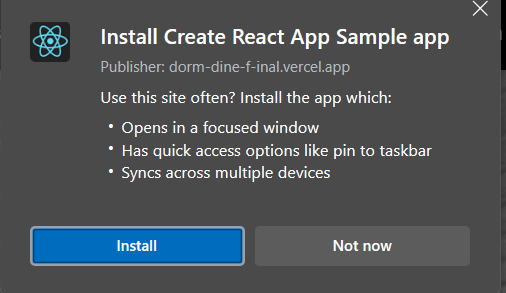 Install Create React App Sample app
Publisher: dorm-dine-f-inal.vercel.app
Use this site often? Install the app which:
• Opens in a focused window
• Has quick access options like pin to taskbar
• Syncs across multiple devices
Install
Not now